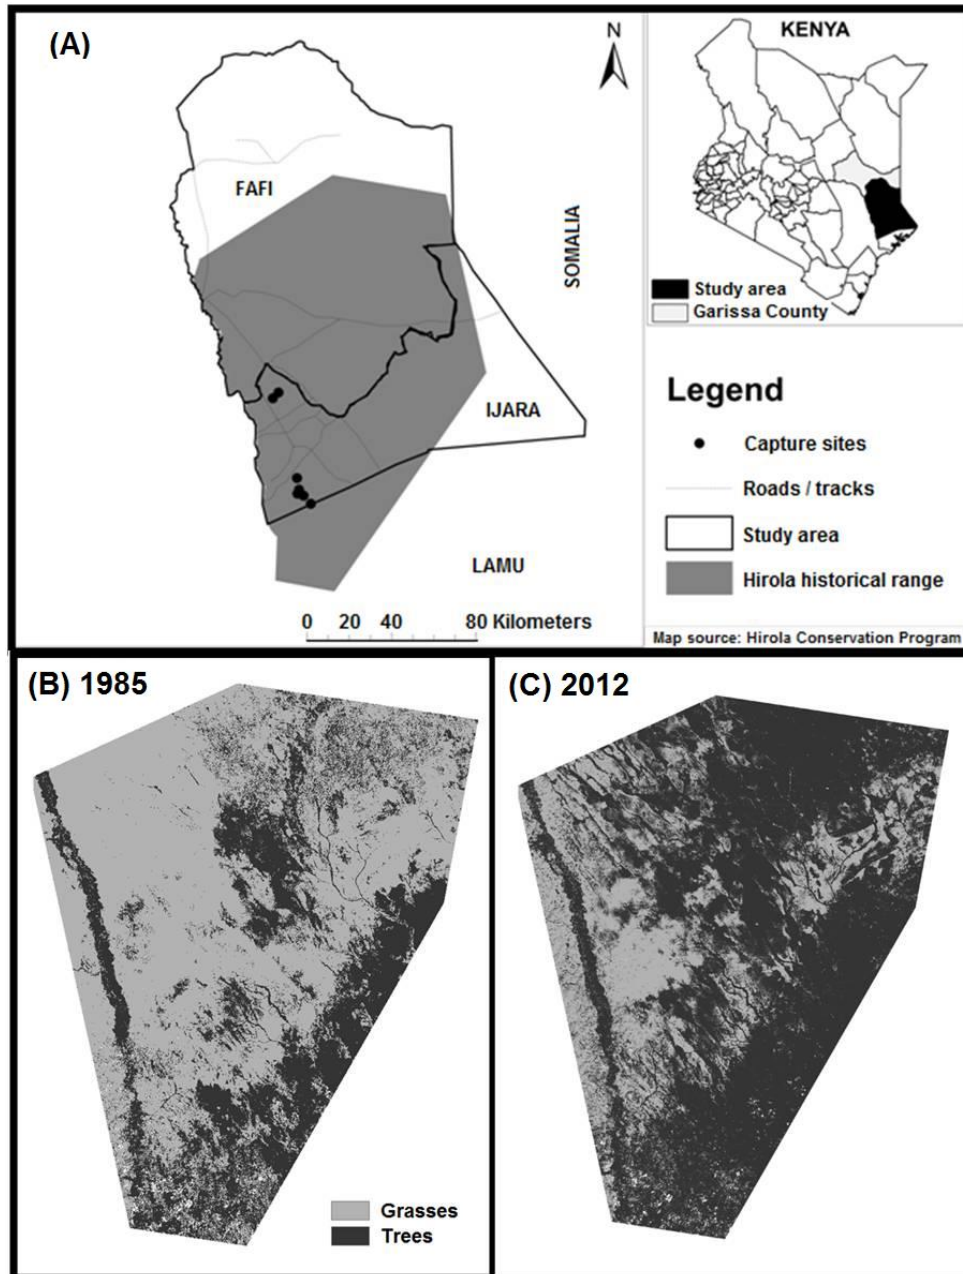 (A)
N
KENYA
FAFI
SOMALIA
Study area
Garissa County
IJARA
LAMU
0 20 40 80 Kilometers
Legend
Capture sites
Roads / tracks
Study area
Hirola historical range
Map source: Hirola Conservation Program
(B) 1985
(C) 2012
Grasses
Trees